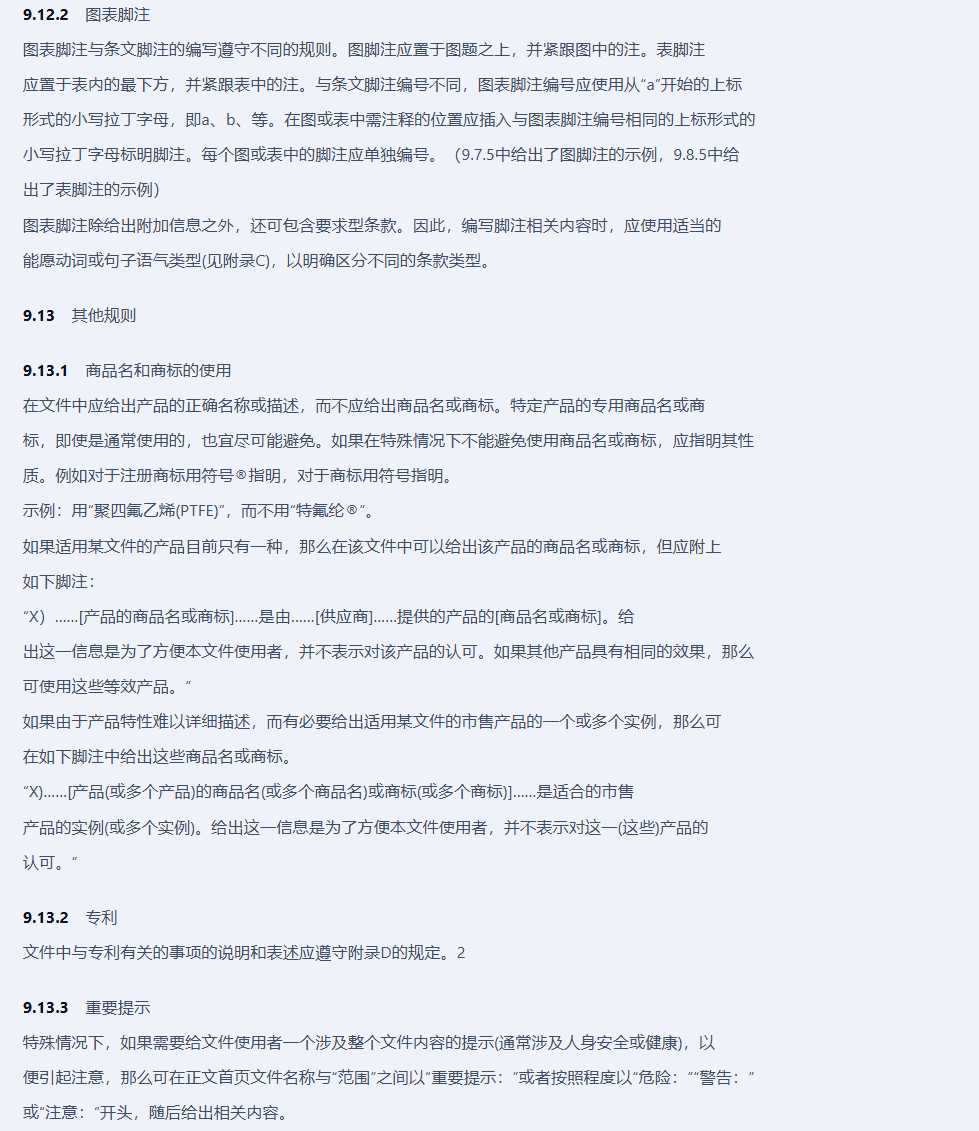 9.12.2 图表脚注
图表脚注与条文脚注的编写遵守不同的规则。图脚注应置于图题之上，并紧跟图中的注。表脚注
应置于表内的最下方，并紧跟表中的注。与条文脚注编号不同，图表脚注编号应使用从“a”开始的上标
形式的小写拉丁字母，即a、b、等。在图或表中需注释的位置应插入与图表脚注编号相同的上标形式的
小写拉丁字母标明脚注。每个图或表中的脚注应单独编号。（9.7.5中给出了图脚注的示例，9.8.5中给
出了表脚注的示例）
图表脚注除给出附加信息之外，还可包含要求型条款。因此，编写脚注相关内容时，应使用适当的
能愿动词或句子语气类型(见附录C)，以明确区分不同的条款类型。
9.13 其他规则
9.13.1 商品名和商标的使用
在文件中应给出产品的正确名称或描述，而不应给出商品名或商标。特定产品的专用商品名或商
标，即使是通常使用的，也宜尽可能避免。如果在特殊情况下不能避免使用商品名或商标，应指明其性
质。例如对于注册商标用符号®指明，对于商标用符号指明。
示例：用“聚四氟乙烯(PTFE)”，而不用“特氟纶®”。
如果适用某文件的产品目前只有一种，那么在该文件中可以给出该产品的商品名或商标，但应附上
如下脚注：
“X）......[产品的商品名或商标]......是由......[供应商]......提供的产品的[商品名或商标]。给
出这一信息是为了方便本文件使用者，并不表示对该产品的认可。如果其他产品具有相同的效果，那么
可使用这些等效产品。”
如果由于产品特性难以详细描述，而有必要给出适用某文件的市售产品的一个或多个实例，那么可
在如下脚注中给出这些商品名或商标。
“X)......[产品(或多个产品)的商品名(或多个商品名)或商标(或多个商标)]......是适合的市售
产品的实例(或多个实例)。给出这一信息是为了方便本文件使用者，并不表示对这一(这些)产品的
认可。”
9.13.2 专利
文件中与专利有关的事项的说明和表述应遵守附录D的规定。2
9.13.3 重要提示
特殊情况下，如果需要给文件使用者一个涉及整个文件内容的提示(通常涉及人身安全或健康)，以
便引起注意，那么可在正文首页文件名称与“范围”之间以“重要提示：”或者按照程度以“危险：”“警告：”
或“注意：”开头，随后给出相关内容。